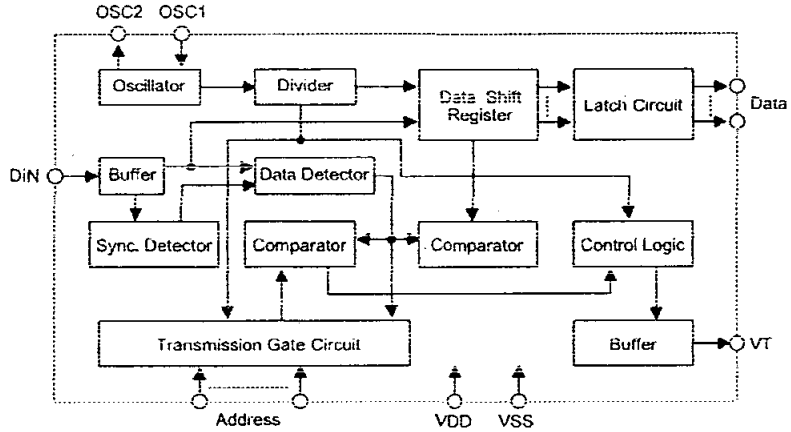 OSC2 OSC1
Oscillator
Divider
Data Shift
Register
Latch Circuit
Data
DiN
Buffer
Data Detector
Sync. Detector
Comparator
Comparator
Control Logic
Transmission Gate Circuit
Buffer
VT
Address
VDD
VSS